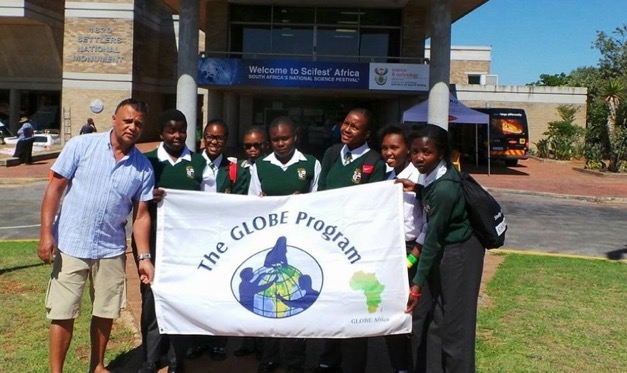 1820
SETTLERS
NATIONAL
MONUMENT
Welcome to Scifest Africa
SOUTH AFRICA'S NATIONAL SCIENCE FESTIVAL
The GLOBE Program
GLOBE Africa